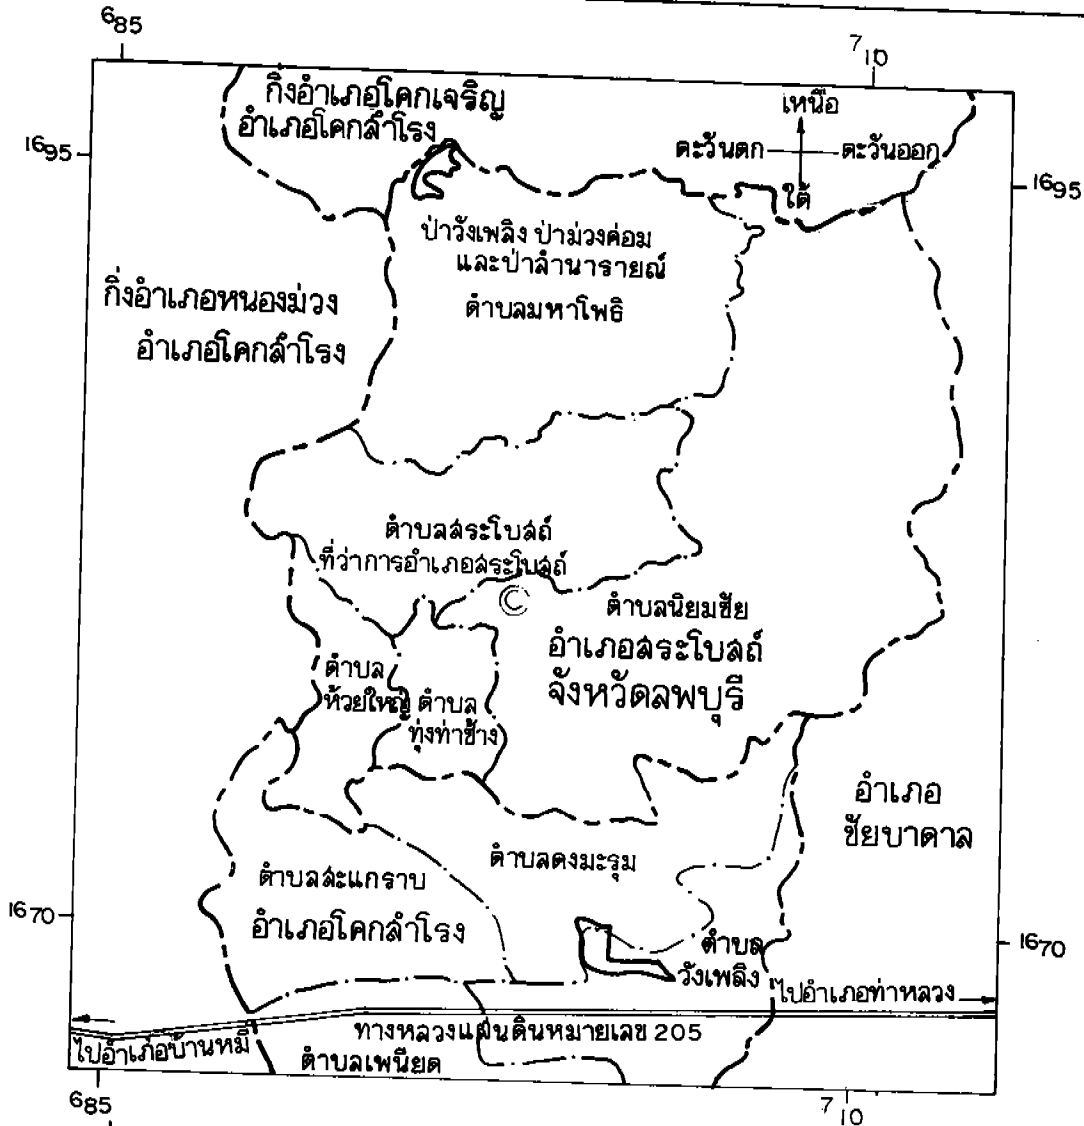 685
710
กิ่งอำเภอโคกเจริญ
อำเภอโคกสำโรง
เหนือ
ตะวันตก
ตะวันออก
ใต้
1695
1695
ป่าวังเพลิง ป่าม่วงค่อม
และป่าลำนารายณ์
ตำบลมหาโพธิ
กิ่งอำเภอหนองม่วง
อำเภอโคกสำโรง
ตำบลสระโบสถ์
ที่ว่าการอำเภอสระโบสถ์
ตำบลนิยมชัย
อำเภอสระโบสถ์
จังหวัดลพบุรี
ตำบล
ห้วยใหญ่
ตำบล
ทุ่งท่าช้าง
อำเภอ
ชัยบาดาล
ตำบลดงมะรุม
ตำบลสะแกราบ
อำเภอโคกสำโรง
1670
1670
ตำบล
วังเพลิง
ไปอำเภอท่าหลวง
ทางหลวงแผ่นดินหมายเลข 205
ไปอำเภอบ้านหมี่
ตำบลเพนียด
685
710